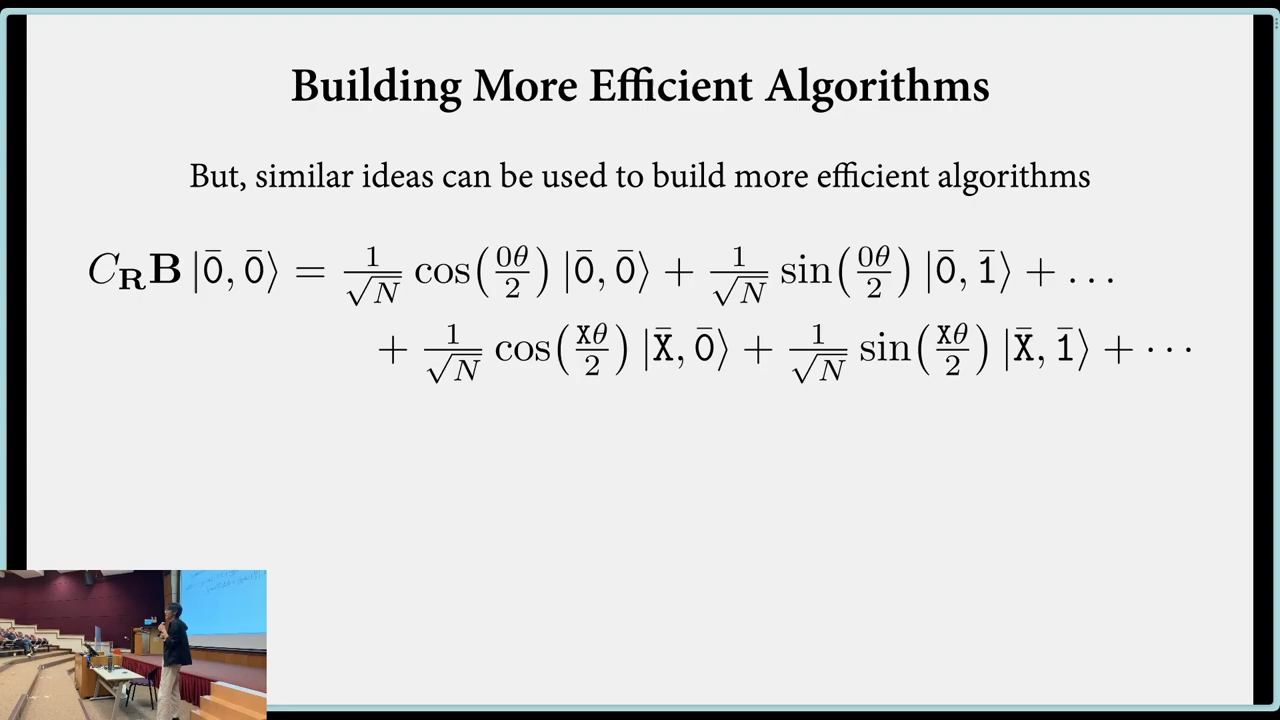 Building More Efficient Algorithms
But, similar ideas can be used to build more efficient algorithms
C_R B |0̄, 0̄⟩ = 1/√N cos(0θ/2) |0̄, 0̄⟩ + 1/√N sin(0θ/2) |0̄, 1̄⟩ + …
+ 1/√N cos(Xθ/2) |X̄, 0̄⟩ + 1/√N sin(Xθ/2) |X̄, 1̄⟩ + ⋯